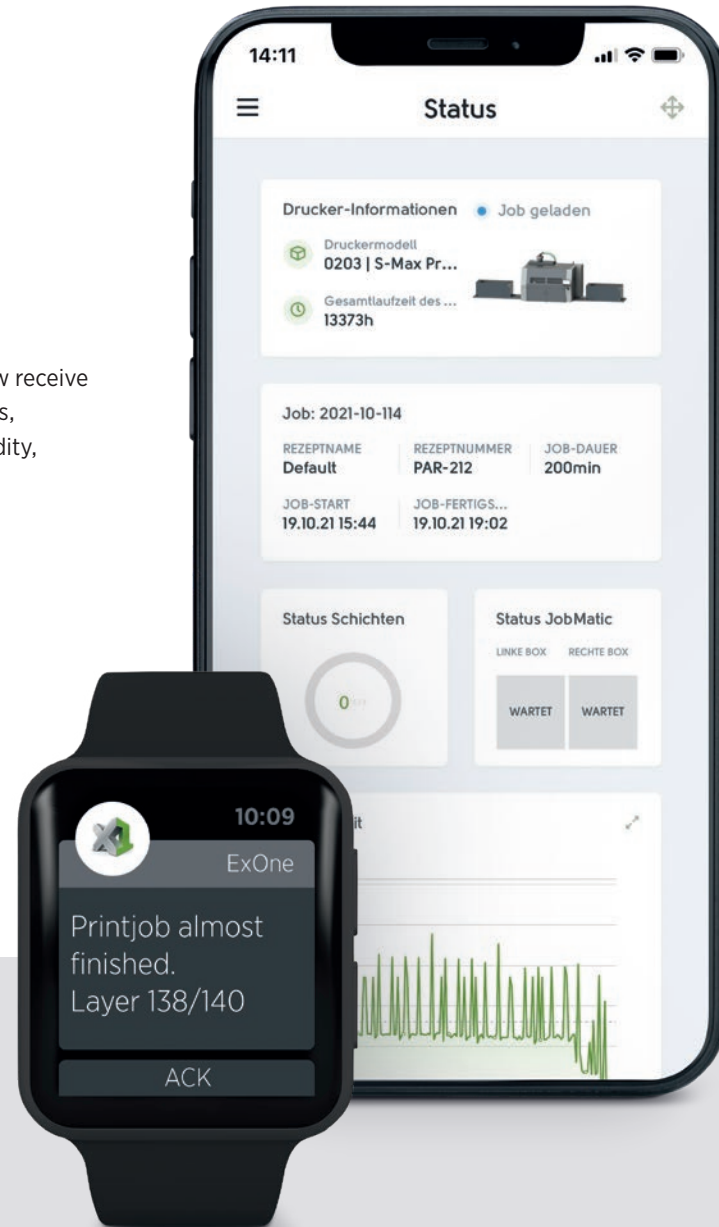 w receive
s,
dity,
14:11
Status
Drucker-Informationen Job geladen
Druckermodell
0203 | S-Max Pr...
Gesamtlaufzeit des ...
13373h
Job: 2021-10-114
REZEPTNAME REZEPTNUMMER JOB-DAUER
Default PAR-212 200min
JOB-START JOB-FERTIGS...
19.10.21 15:44 19.10.21 19:02
Status Schichten Status JobMatic
LINKE BOX RECHTE BOX
0
WARTET WARTET
it
10:09
ExOne
Printjob almost
finished.
Layer 138/140
ACK